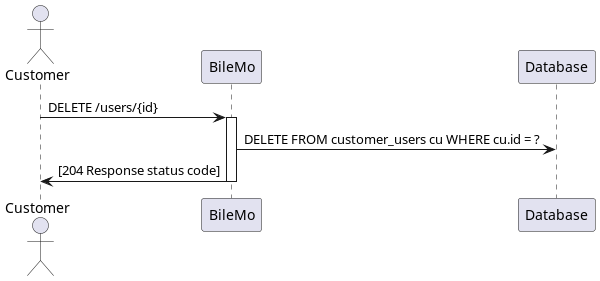 Customer
BileMo
Database
DELETE /users/{id}
DELETE FROM customer_users cu WHERE cu.id = ?
[204 Response status code]
Customer
BileMo
Database